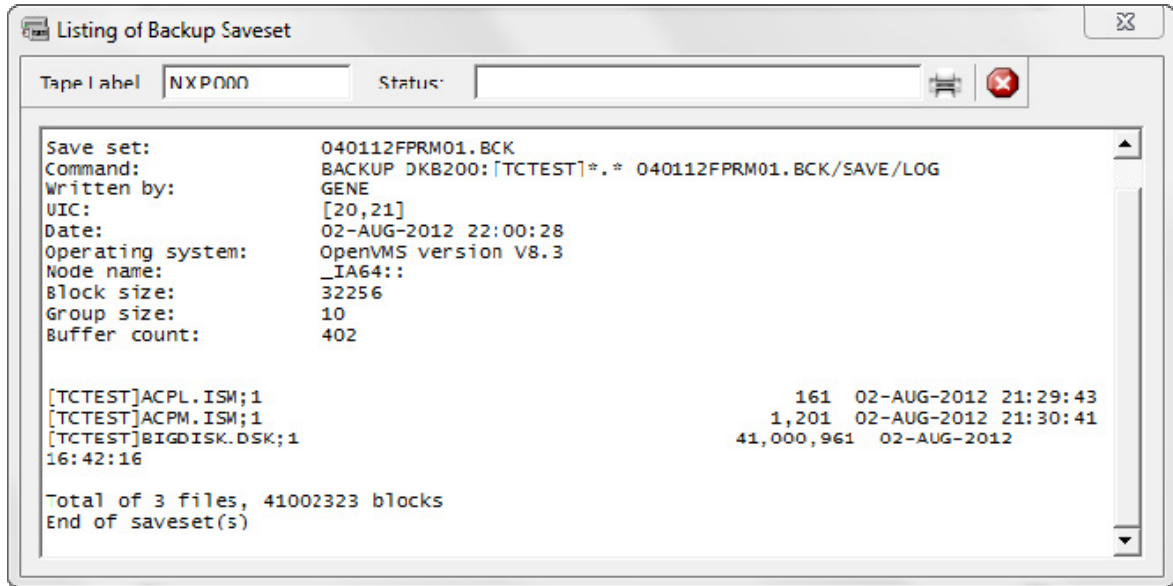 Listing of Backup Saveset
Tape Label NXP000 Status:
Save set: 040112FPRM01.BCK
Command: BACKUP DKB200:[TCTEST]*.* 040112FPRM01.BCK/SAVE/LOG
Written by: GENE
UIC: [20,21]
Date: 02-AUG-2012 22:00:28
Operating system: OpenVMS version V8.3
Node name: _IA64::
Block size: 32256
Group size: 10
Buffer count: 402
[TCTEST]ACPL.ISM;1 161 02-AUG-2012 21:29:43
[TCTEST]ACPM.ISM;1 1,201 02-AUG-2012 21:30:41
[TCTEST]BIGDISK.DSK;1 41,000,961 02-AUG-2012
16:42:16
Total of 3 files, 41002323 blocks
End of saveset(s)